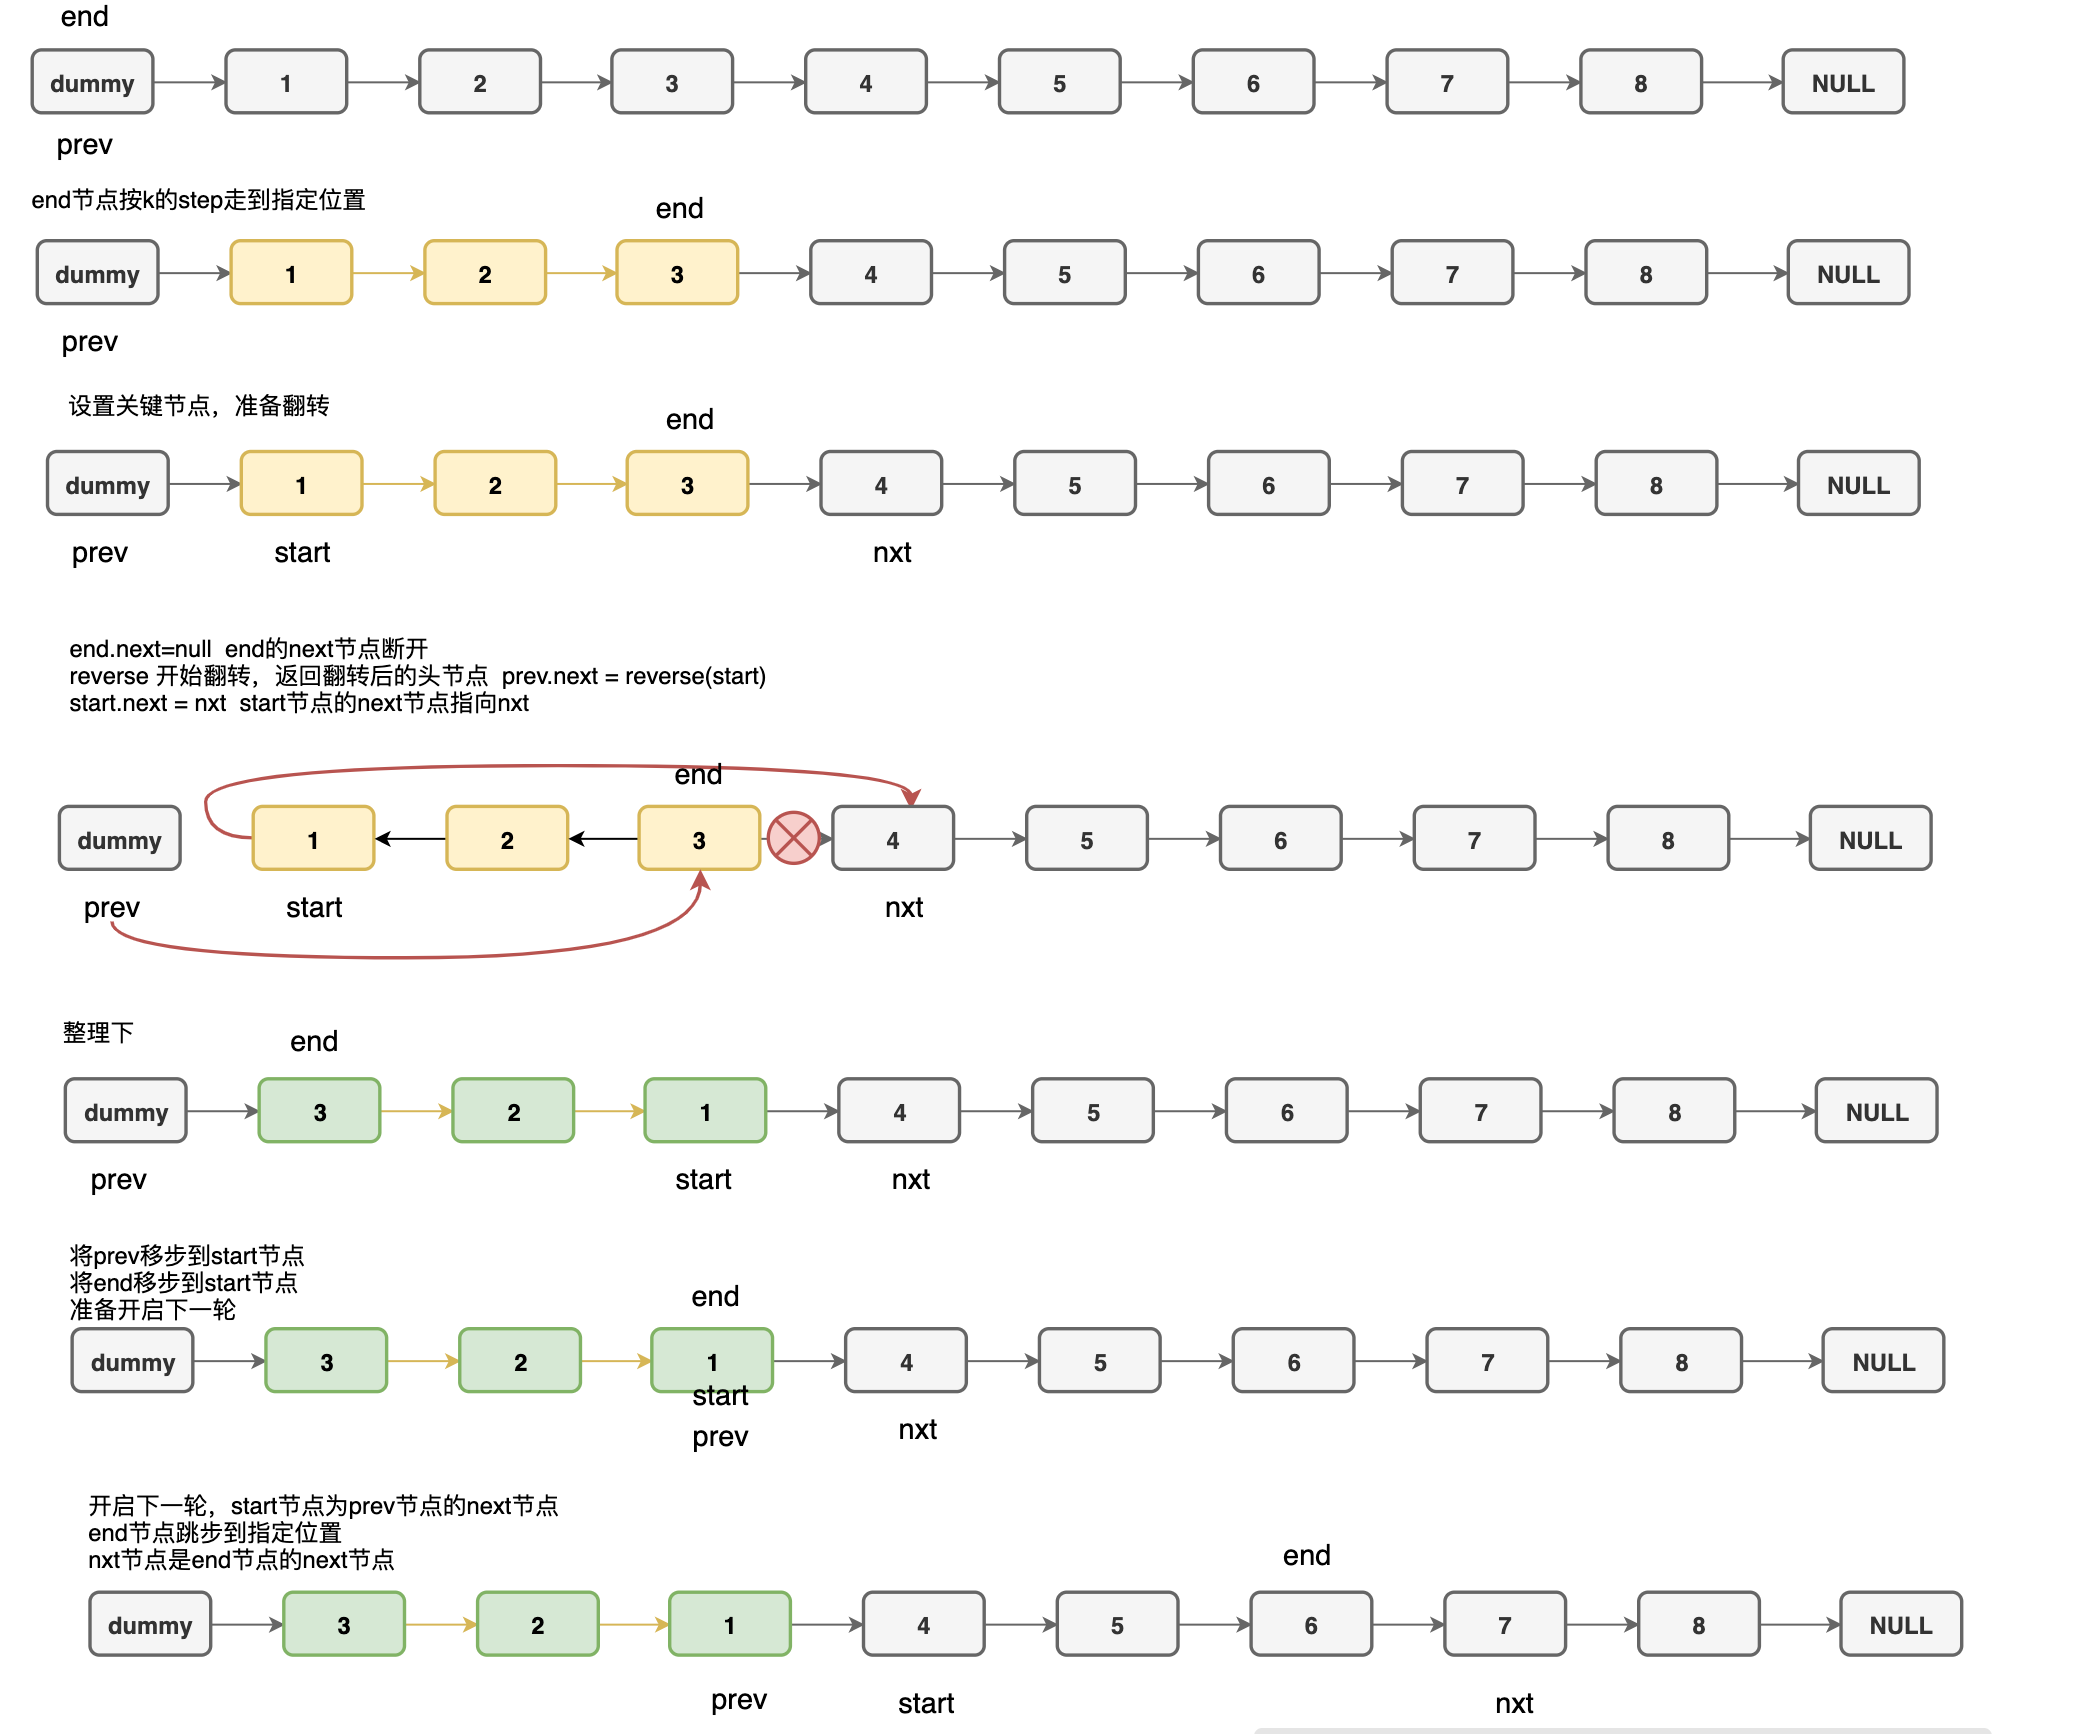 end
dummy 1 2 3 4 5 6 7 8 NULL
prev
end节点按k的step走到指定位置
end
dummy 1 2 3 4 5 6 7 8 NULL
prev
设置关键节点，准备翻转
end
dummy 1 2 3 4 5 6 7 8 NULL
prev start nxt
end.next=null end的next节点断开
reverse 开始翻转，返回翻转后的头节点 prev.next = reverse(start)
start.next = nxt start节点的next节点指向nxt
end
dummy 1 2 3 4 5 6 7 8 NULL
prev start nxt
整理下
end
dummy 3 2 1 4 5 6 7 8 NULL
prev start nxt
将prev移步到start节点
将end移步到start节点
准备开启下一轮
end
dummy 3 2 1 4 5 6 7 8 NULL
start
prev nxt
开启下一轮，start节点为prev节点的next节点
end节点跳步到指定位置
nxt节点是end节点的next节点
end
dummy 3 2 1 4 5 6 7 8 NULL
prev start nxt